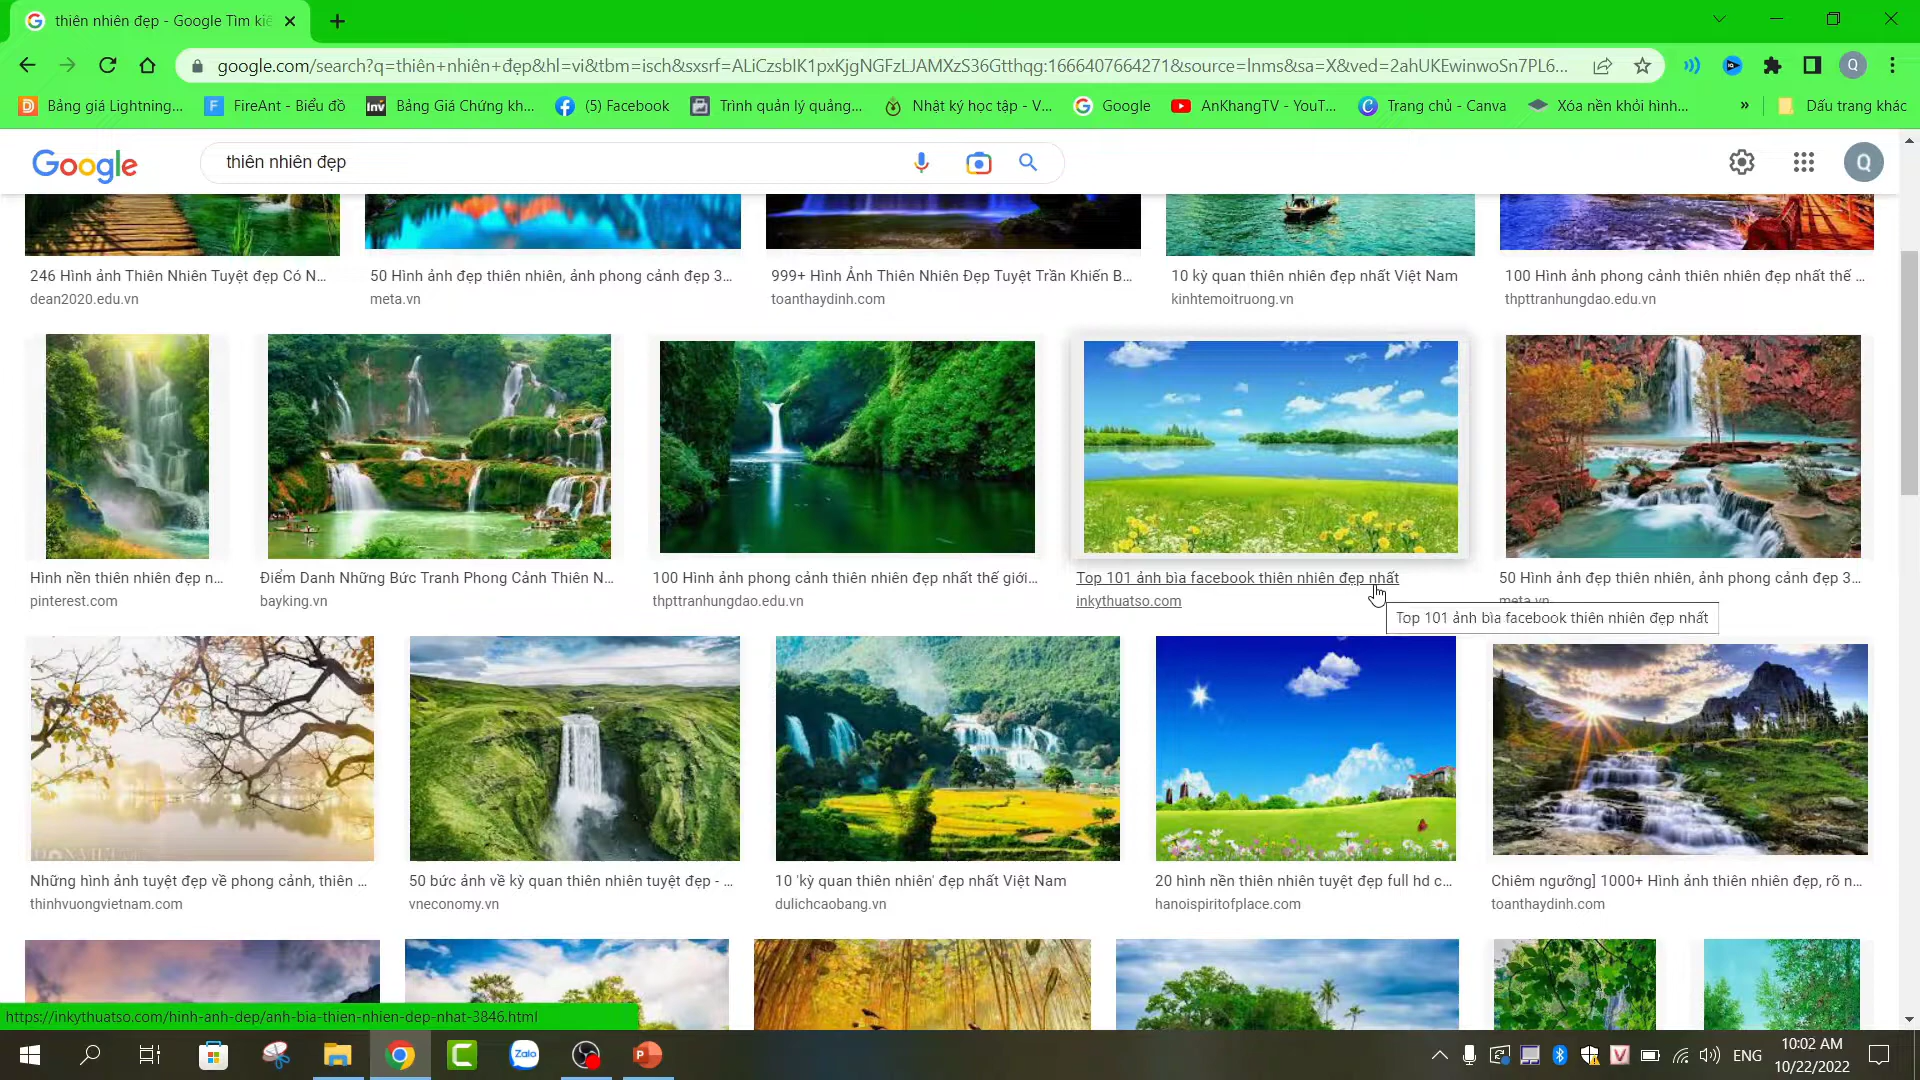 thiên nhiên đẹp - Google Tìm kiế
google.com/search?q=thiên+nhiên+đẹp&hl=vi&tbm=isch&sxsrf=ALiCzsblK1pxKjgNGFzLJAMXzS36Gtthqg:1666407664271&source=lnms&sa=X&ved=2ahUKEwinwoSn7PL6...
Q
Bảng giá Lightning...
FireAnt - Biểu đồ
Inv
Bảng Giá Chứng kh...
(5) Facebook
Trình quản lý quảng...
Nhật ký học tập - V...
Google
AnKhangTV - YouT...
Trang chủ - Canva
Xóa nền khỏi hình...
»
Dấu trang khác
Google
thiên nhiên đẹp
Q
246 Hình ảnh Thiên Nhiên Tuyệt đẹp Có N...
dean2020.edu.vn
50 Hình ảnh đẹp thiên nhiên, ảnh phong cảnh đẹp 3...
meta.vn
999+ Hình Ảnh Thiên Nhiên Đẹp Tuyệt Trần Khiến B...
toanthaydinh.com
10 kỳ quan thiên nhiên đẹp nhất Việt Nam
kinhtemoitruong.vn
100 Hình ảnh phong cảnh thiên nhiên đẹp nhất thế ...
thpttranhungdao.edu.vn
Hình nền thiên nhiên đẹp n...
pinterest.com
Điểm Danh Những Bức Tranh Phong Cảnh Thiên N...
bayking.vn
100 Hình ảnh phong cảnh thiên nhiên đẹp nhất thế giới...
thpttranhungdao.edu.vn
Top 101 ảnh bìa facebook thiên nhiên đẹp nhất
inkythuatso.com
50 Hình ảnh đẹp thiên nhiên, ảnh phong cảnh đẹp 3...
meta.vn
Top 101 ảnh bìa facebook thiên nhiên đẹp nhất
Những hình ảnh tuyệt đẹp về phong cảnh, thiên ...
thinhvuongvietnam.com
50 bức ảnh về kỳ quan thiên nhiên tuyệt đẹp - ...
vneconomy.vn
10 'kỳ quan thiên nhiên' đẹp nhất Việt Nam
dulichcaobang.vn
20 hình nền thiên nhiên tuyệt đẹp full hd c...
hanoispiritofplace.com
Chiêm ngưỡng] 1000+ Hình ảnh thiên nhiên đẹp, rõ n...
toanthaydinh.com
https://inkythuatso.com/hinh-anh-dep/anh-bia-thien-nhien-dep-nhat-3846.html
Zalo
ENG
10:02 AM
10/22/2022